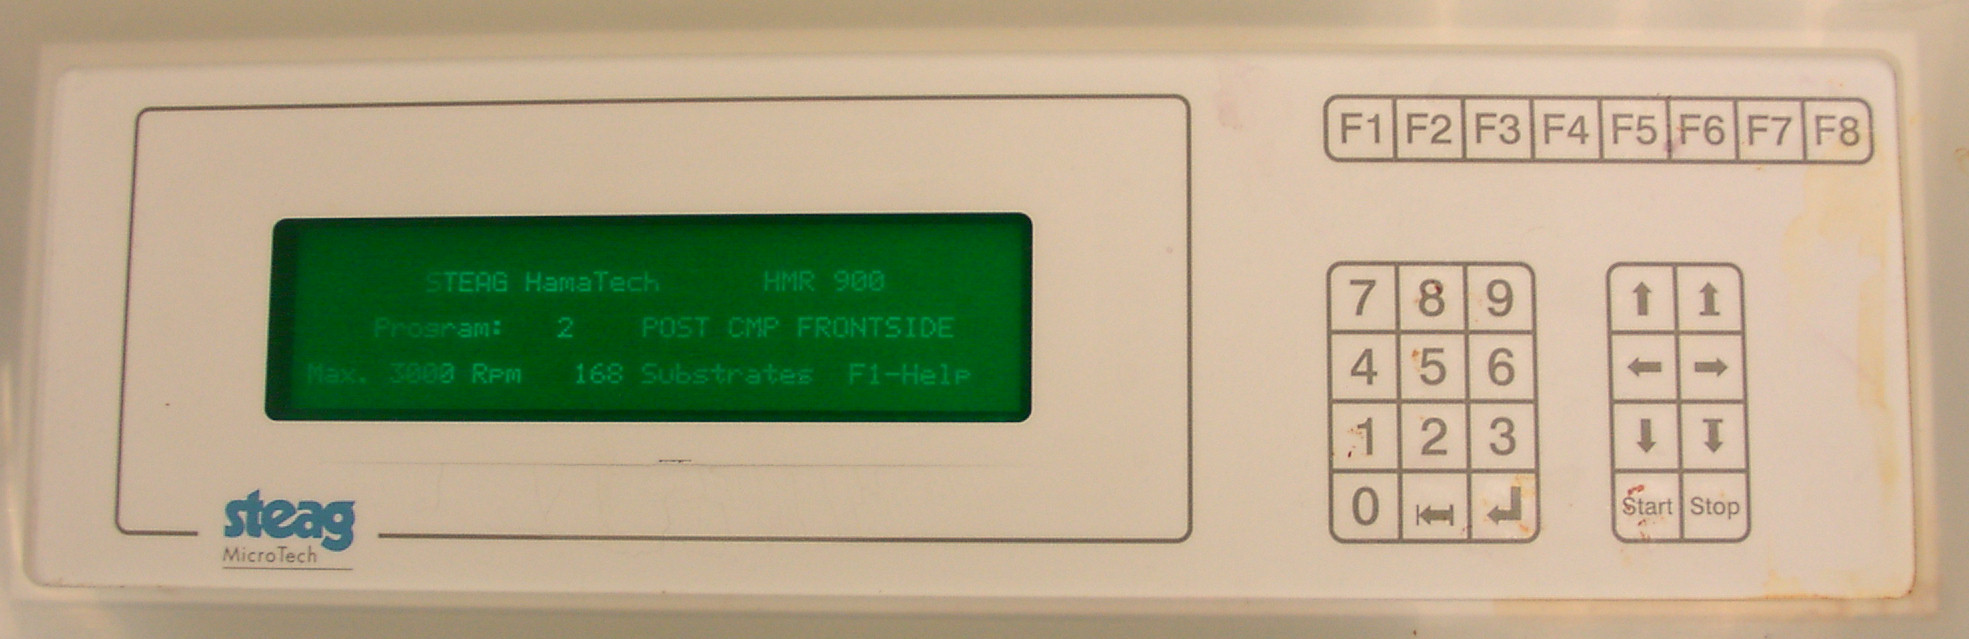 STEAG HamaTech HMR 900
Program: 2 POST CMP FRONTSIDE
Max. 3000 Rpm 168 Substrates F1-Help
steag
MicroTech
F1 F2 F3 F4 F5 F6 F7 F8
7 8 9
4 5 6
1 2 3
0
Start Stop